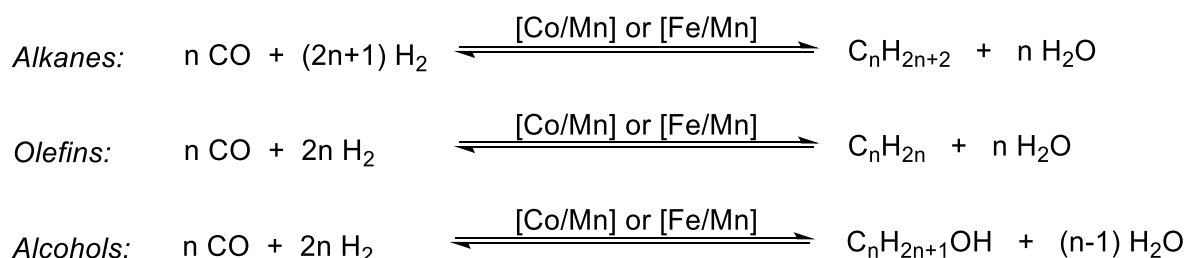 [Co/Mn] or [Fe/Mn]
Alkanes: n CO + (2n+1) H₂ CₙH₂ₙ₊₂ + n H₂O
[Co/Mn] or [Fe/Mn]
Olefins: n CO + 2n H₂ CₙH₂ₙ + n H₂O
[Co/Mn] or [Fe/Mn]
Alcohols: n CO + 2n H₂ CₙH₂ₙ₊₁OH + (n-1) H₂O